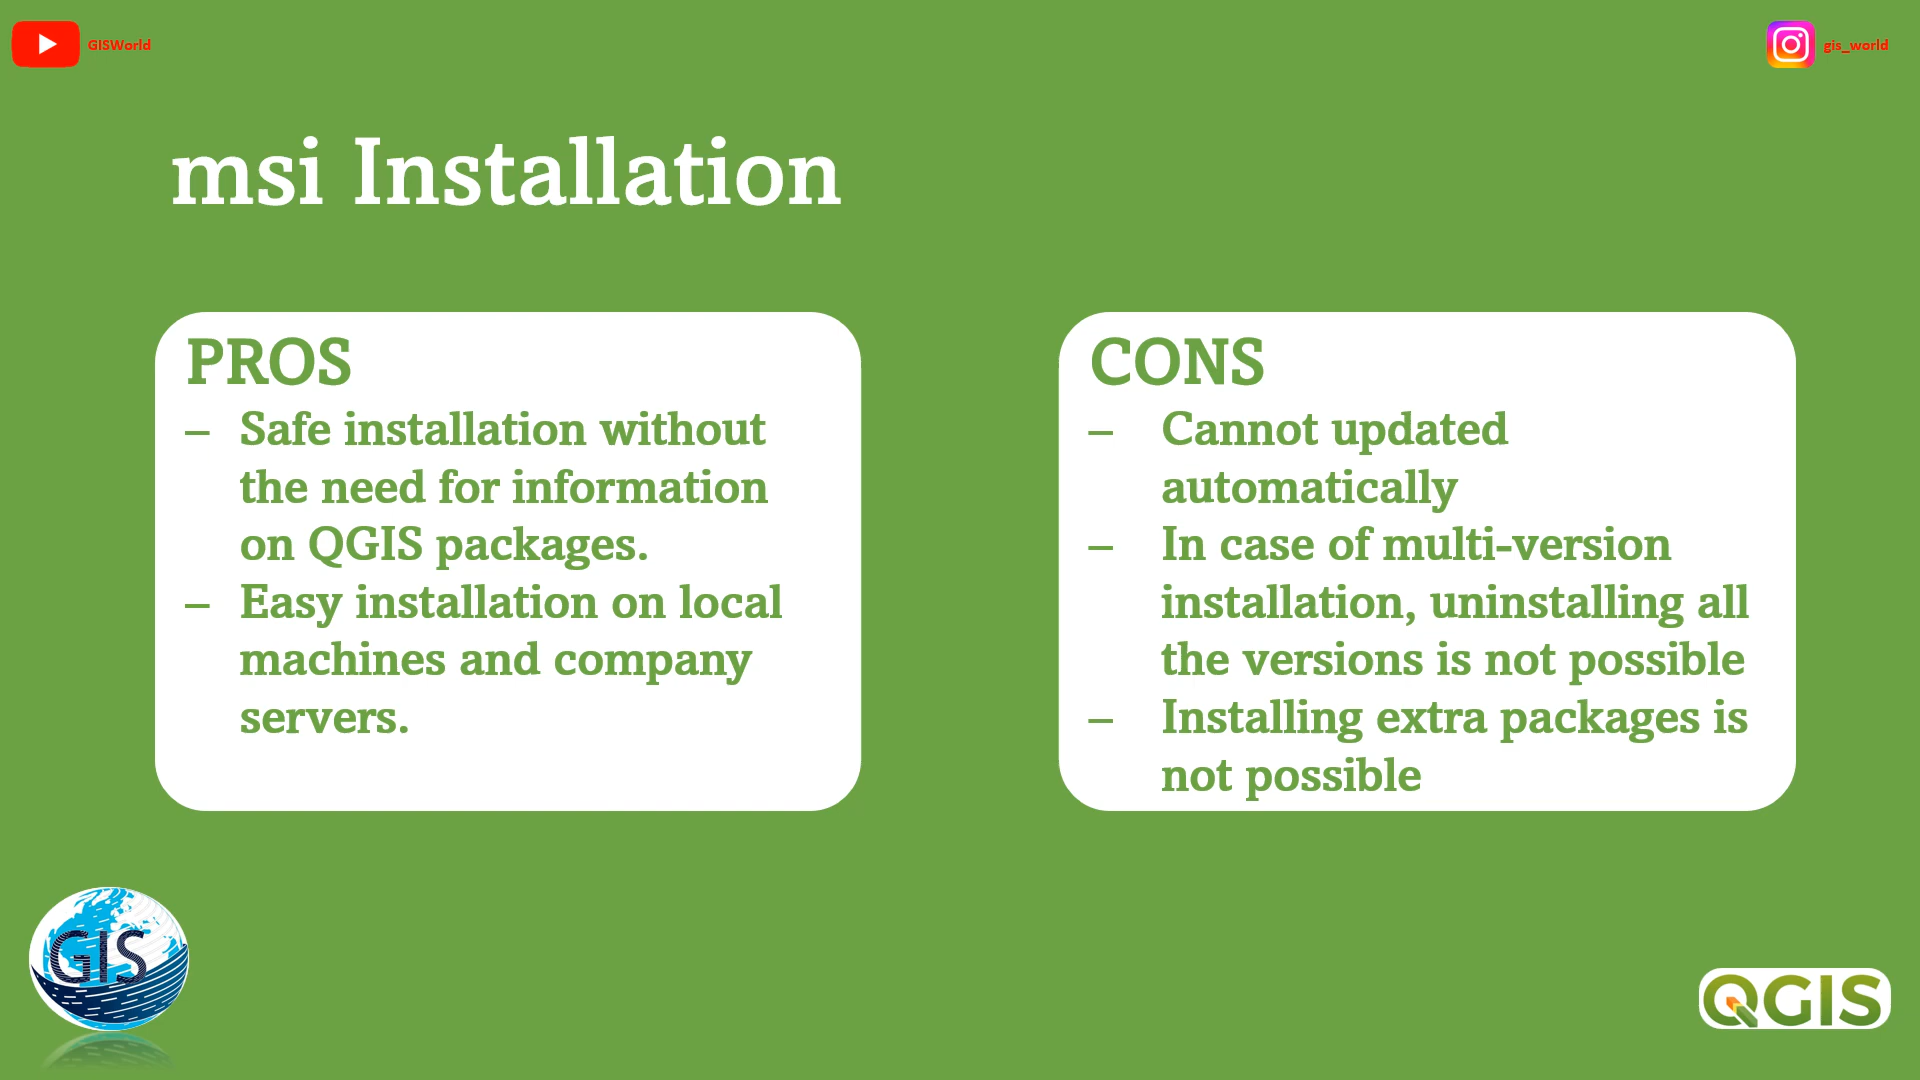 GISWorld
gis_world
msi Installation
PROS
– Safe installation without
the need for information
on QGIS packages.
– Easy installation on local
machines and company
servers.
CONS
– Cannot updated
automatically
– In case of multi-version
installation, uninstalling all
the versions is not possible
– Installing extra packages is
not possible
GIS
QGIS